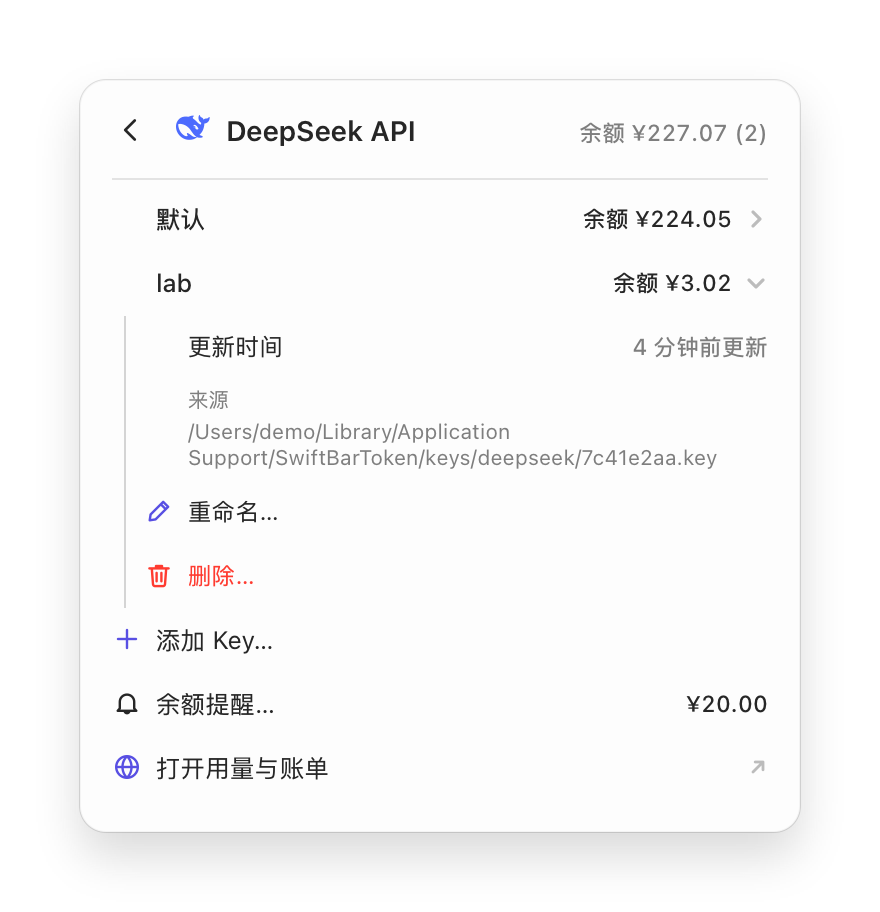 DeepSeek API 余额 ¥227.07 (2)
默认 余额 ¥224.05
lab 余额 ¥3.02
更新时间 4 分钟前更新
来源
/Users/demo/Library/Application
Support/SwiftBarToken/keys/deepseek/7c41e2aa.key
重命名...
删除...
添加 Key...
余额提醒... ¥20.00
打开用量与账单